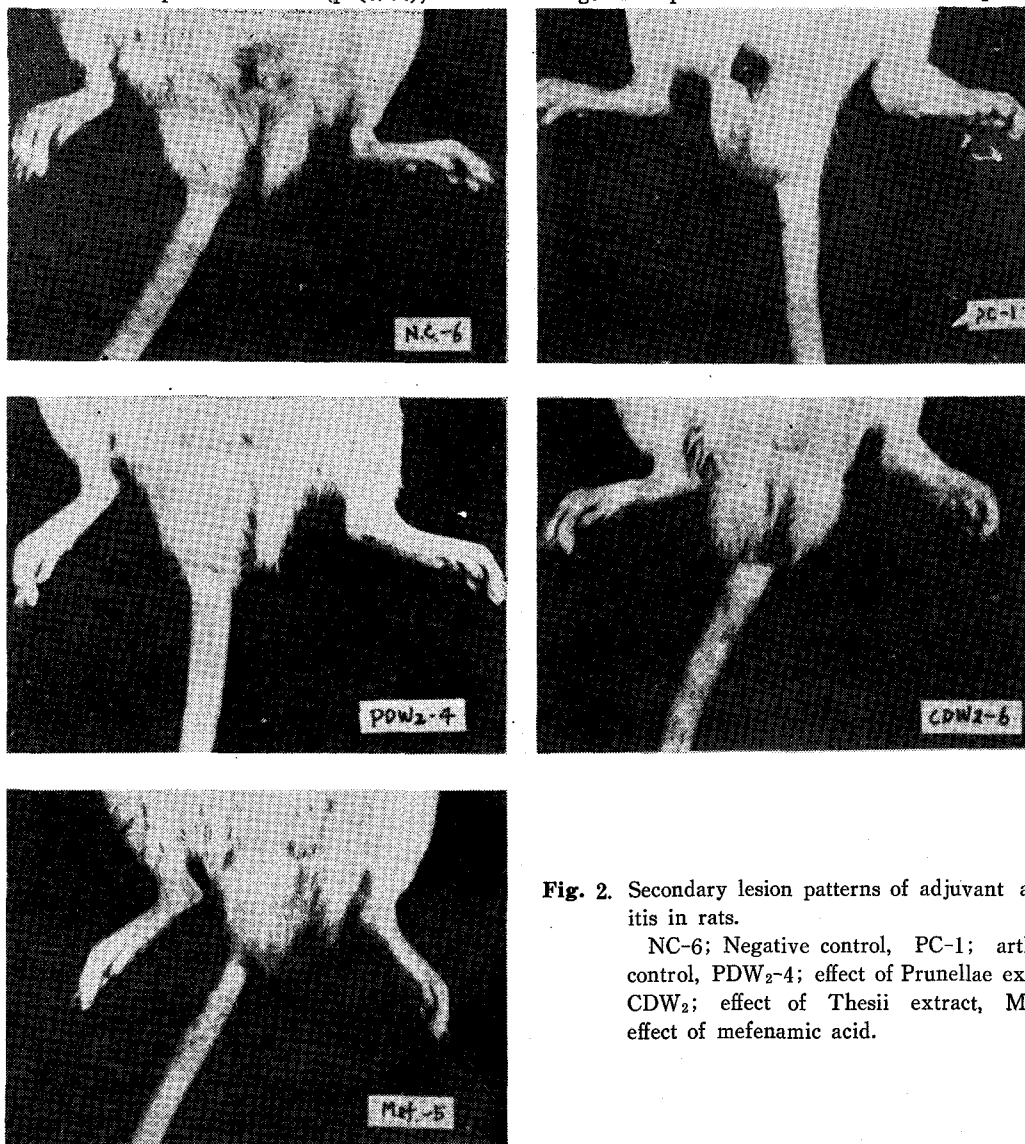 N.C.-6
PC-1
PDW₂-4
CDW₂-6
Mef.-5
Fig. 2. Secondary lesion patterns of adjuvant a
itis in rats.
NC-6; Negative control, PC-1; art
control, PDW₂-4; effect of Prunellae ex
CDW₂; effect of Thesii extract, M
effect of mefenamic acid.